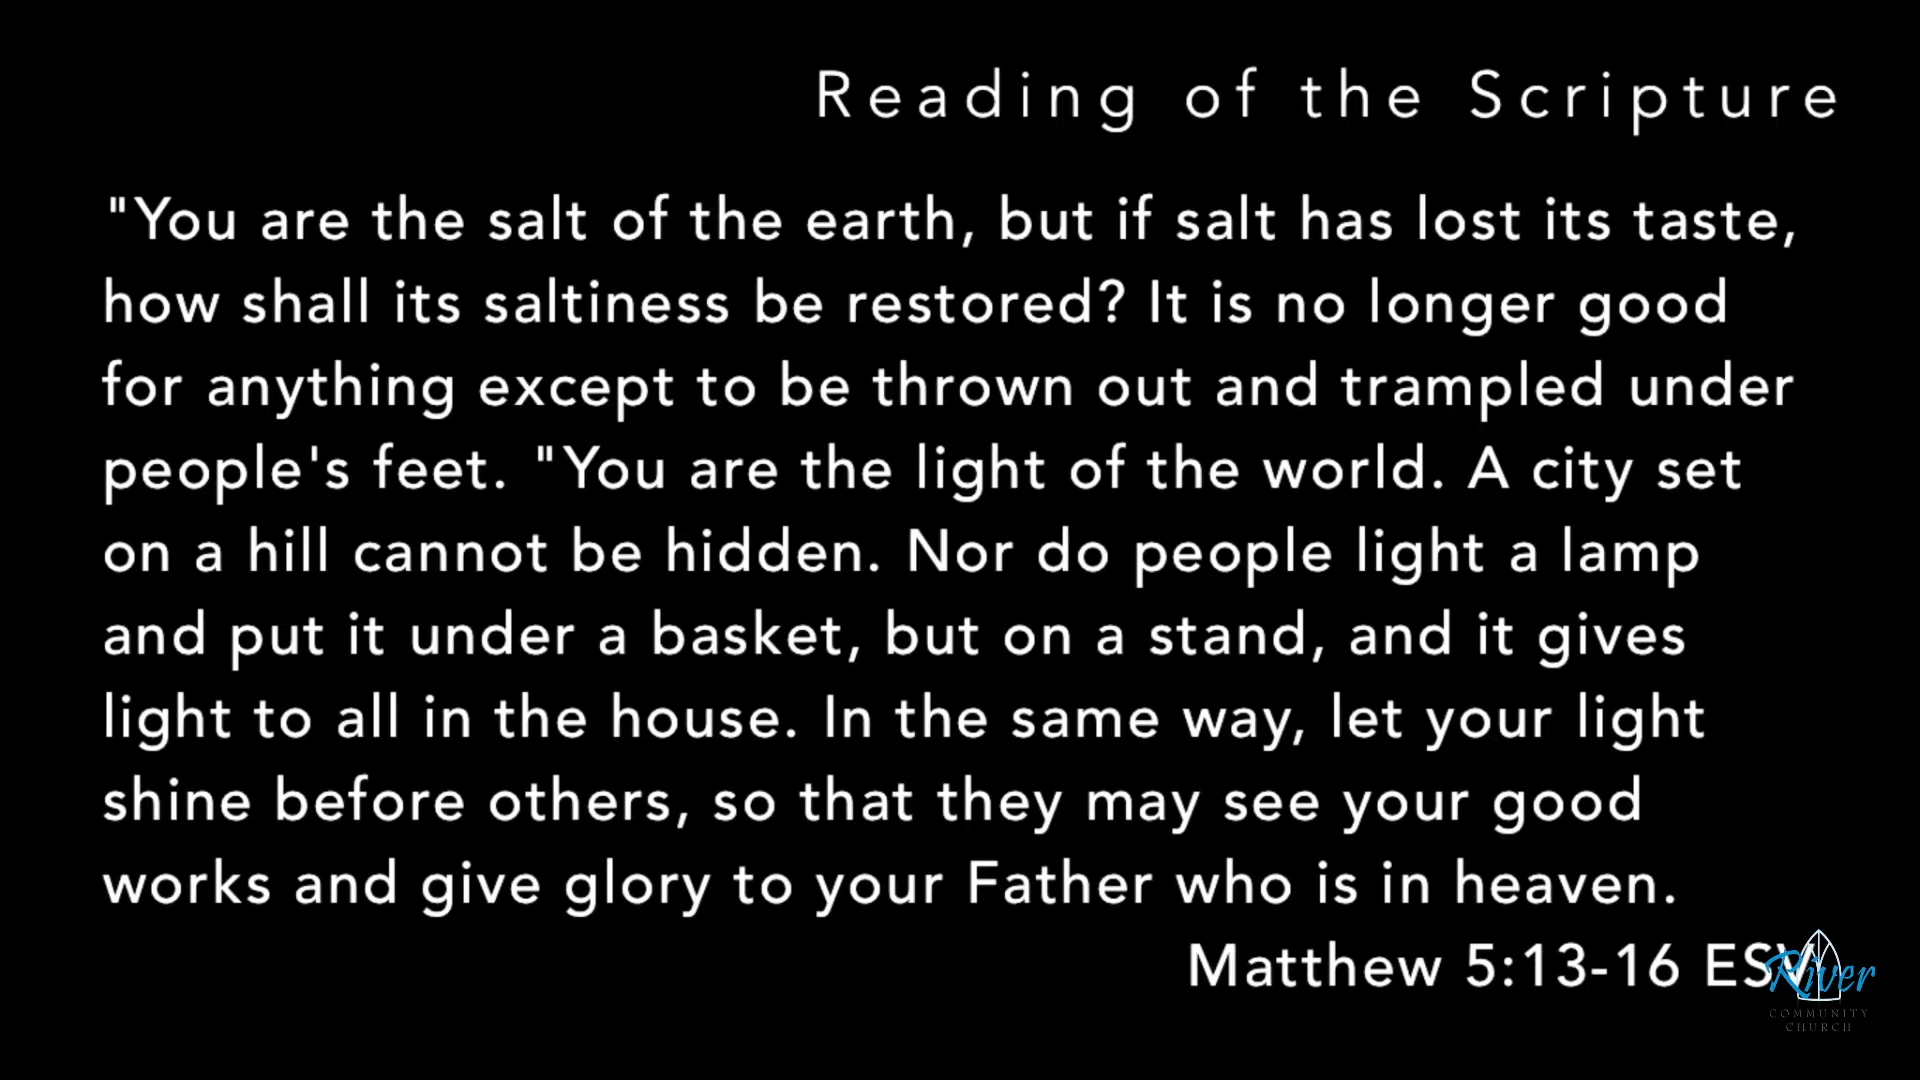 Reading of the Scripture
"You are the salt of the earth, but if salt has lost its taste,
how shall its saltiness be restored? It is no longer good
for anything except to be thrown out and trampled under
people's feet. "You are the light of the world. A city set
on a hill cannot be hidden. Nor do people light a lamp
and put it under a basket, but on a stand, and it gives
light to all in the house. In the same way, let your light
shine before others, so that they may see your good
works and give glory to your Father who is in heaven.
Matthew 5:13-16 ESV
River
COMMUNITY
CHURCH